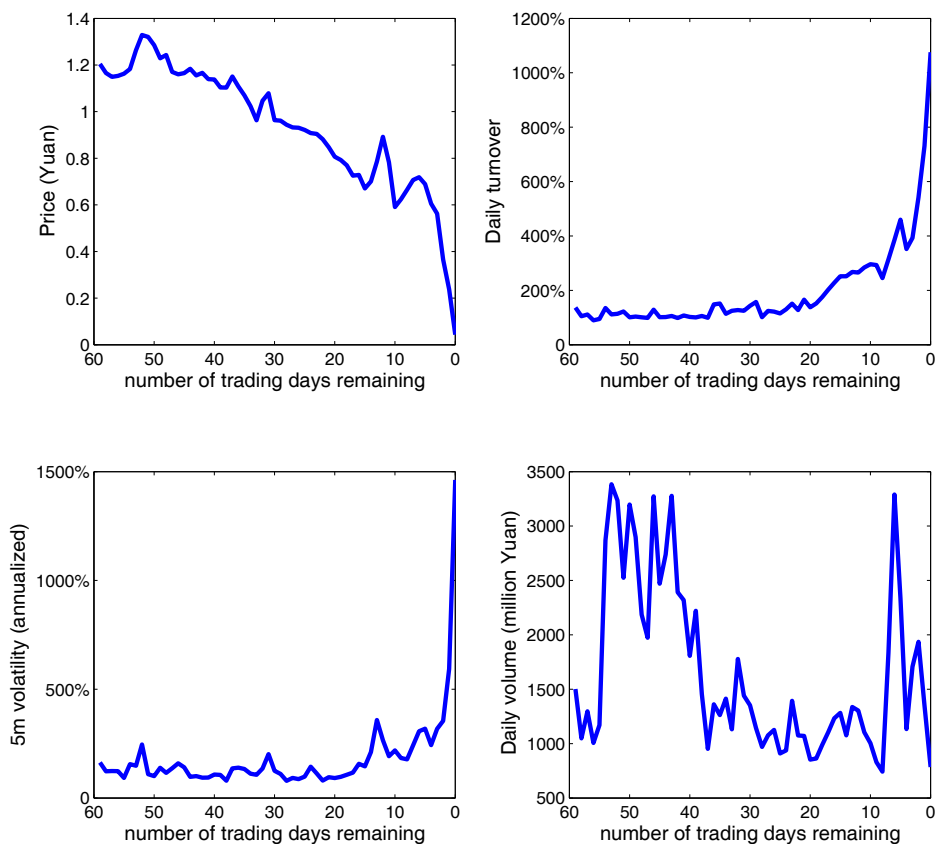 Price (Yuan)
1.4
1.2
1
0.8
0.6
0.4
0.2
0
60 50 40 30 20 10 0
number of trading days remaining
Daily turnover
1200%
1000%
800%
600%
400%
200%
0
60 50 40 30 20 10 0
number of trading days remaining
5m volatility (annualized)
1500%
1000%
500%
0
60 50 40 30 20 10 0
number of trading days remaining
Daily volume (million Yuan)
3500
3000
2500
2000
1500
1000
500
60 50 40 30 20 10 0
number of trading days remaining